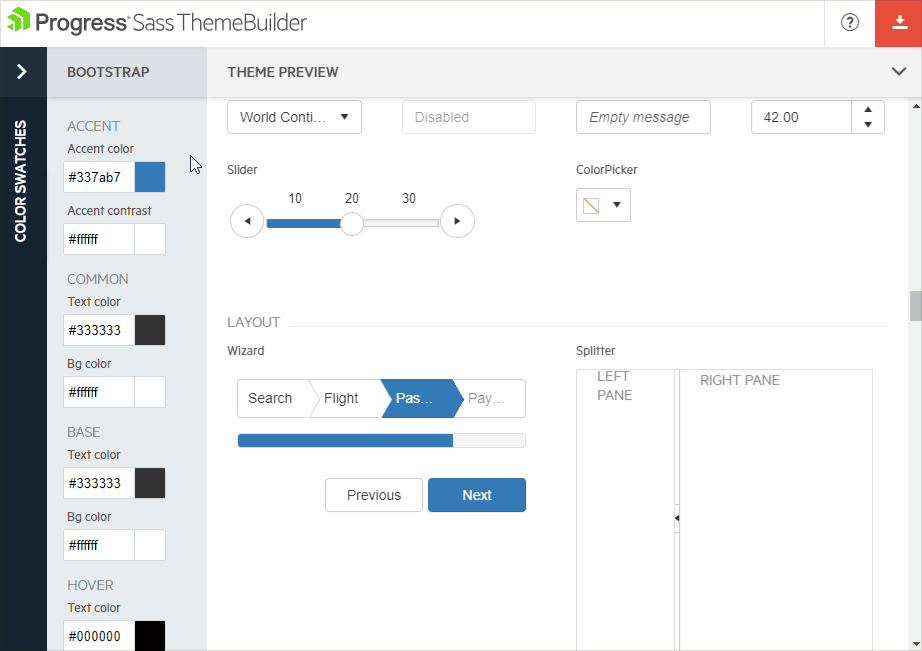 Progress® Sass ThemeBuilder
?
COLOR SWATCHES
BOOTSTRAP
ACCENT
Accent color
#337ab7
Accent contrast
#ffffff
COMMON
Text color
#333333
Bg color
#ffffff
BASE
Text color
#333333
Bg color
#ffffff
HOVER
Text color
#000000
THEME PREVIEW
World Conti...
Disabled
Empty message
42.00
Slider
ColorPicker
10 20 30
LAYOUT
Wizard
Splitter
Search Flight Pas... Pay...
Previous Next
LEFT
PANE
RIGHT PANE